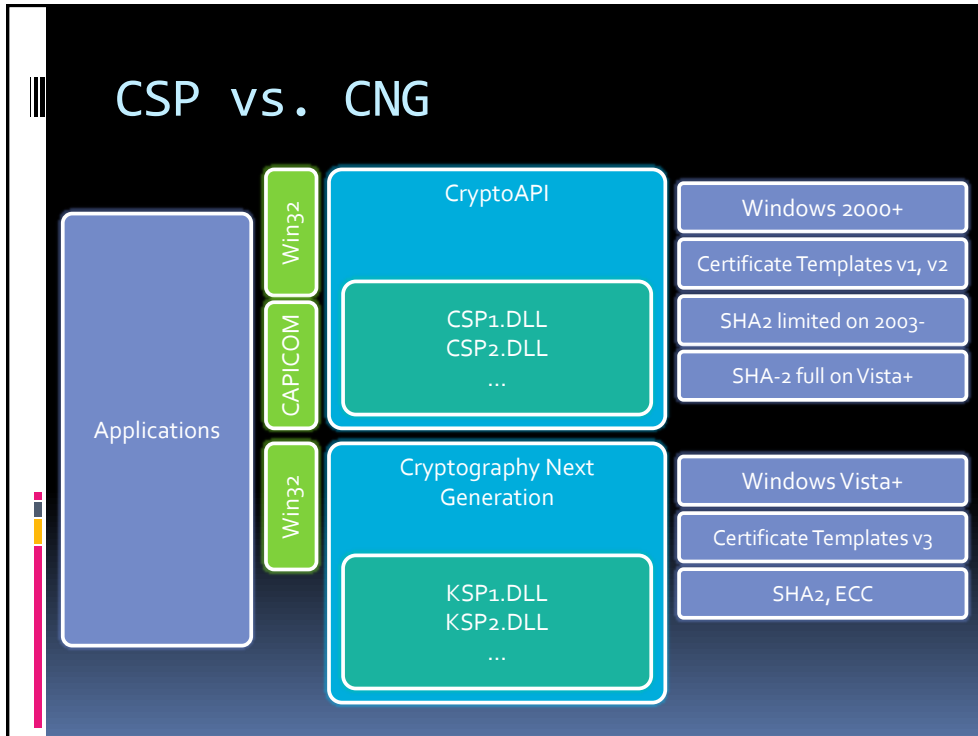 CSP vs. CNG
Applications
Win32
CAPICOM
Win32
CryptoAPI
CSP1.DLL
CSP2.DLL
...
Windows 2000+
Certificate Templates v1, v2
SHA2 limited on 2003-
SHA-2 full on Vista+
Cryptography Next
Generation
KSP1.DLL
KSP2.DLL
...
Windows Vista+
Certificate Templates v3
SHA2, ECC